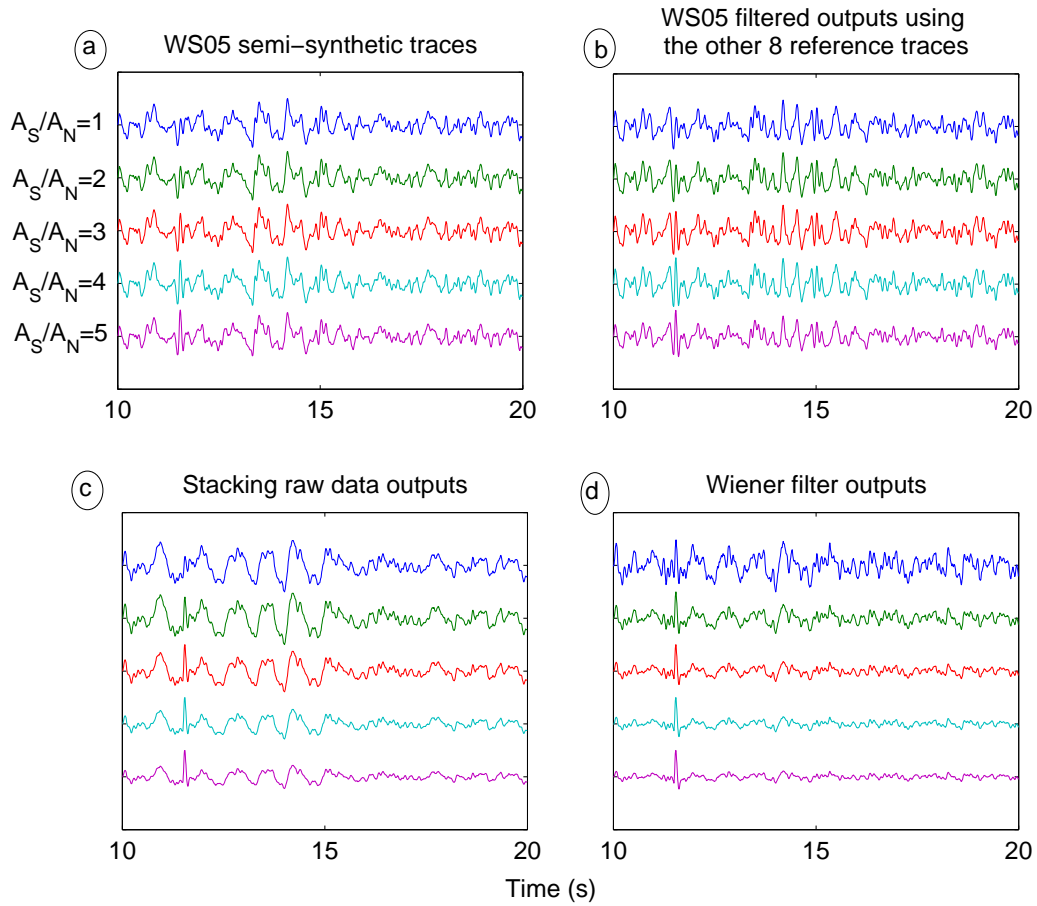 a WS05 semi−synthetic traces
b WS05 filtered outputs using
the other 8 reference traces
A_S/A_N=1
A_S/A_N=2
A_S/A_N=3
A_S/A_N=4
A_S/A_N=5
10 15 20
10 15 20
c Stacking raw data outputs
d Wiener filter outputs
10 15 20
10 15 20
Time (s)